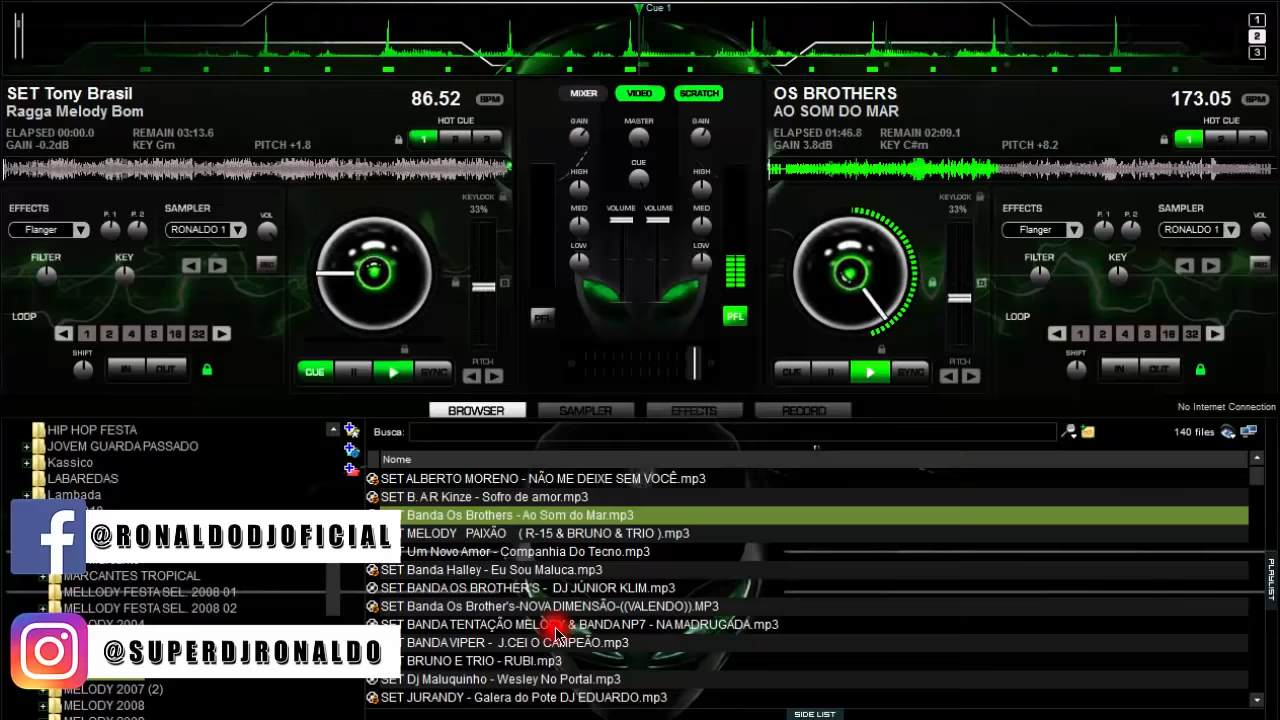 Cue 1
1
2
3
SET Tony Brasil
Ragga Melody Bom
86.52 BPM
ELAPSED 00:00.0 REMAIN 03:13.6
GAIN -0.2dB KEY Gm PITCH +1.8
HOT CUE
1 2 3
MIXER VIDEO SCRATCH
GAIN MASTER GAIN
CUE
HIGH HIGH
MED VOLUME VOLUME MED
LOW LOW
PFL PFL
OS BROTHERS
AO SOM DO MAR
173.05 BPM
ELAPSED 01:46.8 REMAIN 02:09.1
GAIN 3.8dB KEY C#m PITCH +8.2
HOT CUE
1 2 3
EFFECTS P. 1 P. 2 SAMPLER VOL
Flanger RONALDO 1
FILTER KEY REC
LOOP
1 2 4 8 16 32
SHIFT IN OUT
KEYLOCK
33%
CUE II SYNC PITCH
KEYLOCK
33%
CUE II SYNC PITCH
EFFECTS P. 1 P. 2 SAMPLER VOL
Flanger RONALDO 1
FILTER KEY REC
LOOP
1 2 4 8 16 32
SHIFT IN OUT
BROWSER SAMPLER EFFECTS RECORD
No Internet Connection
HIP HOP FESTA
JOVEM GUARDA PASSADO
Kassico
LABAREDAS
Lambada
@RONALDODJOFICIAL
MARCANTES TROPICAL
MELLODY FESTA SEL. 2008 01
MELLODY FESTA SEL. 2008 02
@SUPERDJRONALDO
MELODY 2007 (2)
MELODY 2008
Busca:
140 files
Nome
SET ALBERTO MORENO - NÃO ME DEIXE SEM VOCÊ.mp3
SET B. A R Kinze - Sofro de amor.mp3
Banda Os Brothers - Ao Som do Mar.mp3
MELODY PAIXÃO ( R-15 & BRUNO & TRIO ).mp3
Um Novo Amor - Companhia Do Tecno.mp3
SET Banda Halley - Eu Sou Maluca.mp3
SET BANDA OS BROTHER'S - DJ JÚNIOR KLIM.mp3
SET Banda Os Brother's-NOVA DIMENSÃO-((VALENDO)).MP3
SET BANDA TENTAÇÃO MELODY & BANDA NP7 - NA MADRUGADA.mp3
BANDA VIPER - J.CEI O CAMPEÃO.mp3
BRUNO E TRIO - RUBI.mp3
Dj Maluquinho - Wesley No Portal.mp3
SET JURANDY - Galera do Pote DJ EDUARDO.mp3
PLAYLIST
SIDE LIST